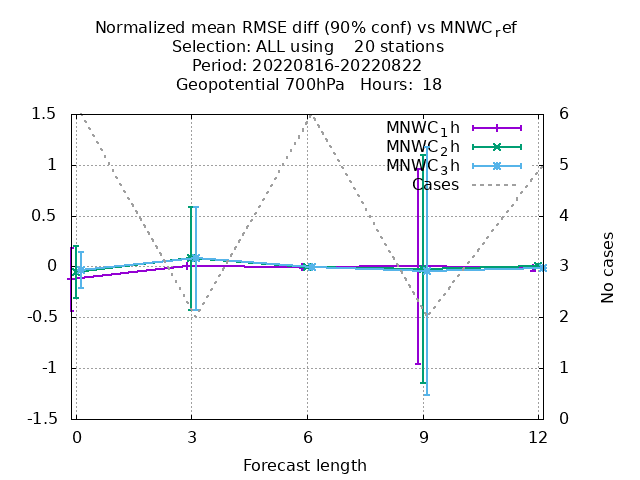 Normalized mean RMSE diff (90% conf) vs MNWC_ref
Selection: ALL using    20 stations
Period: 20220816-20220822
Geopotential 700hPa   Hours:  18
1.5
1
0.5
0
-0.5
-1
-1.5
6
5
4
3
2
1
0
MNWC_1h
MNWC_2h
MNWC_3h
Cases
No cases
0 3 6 9 12
Forecast length